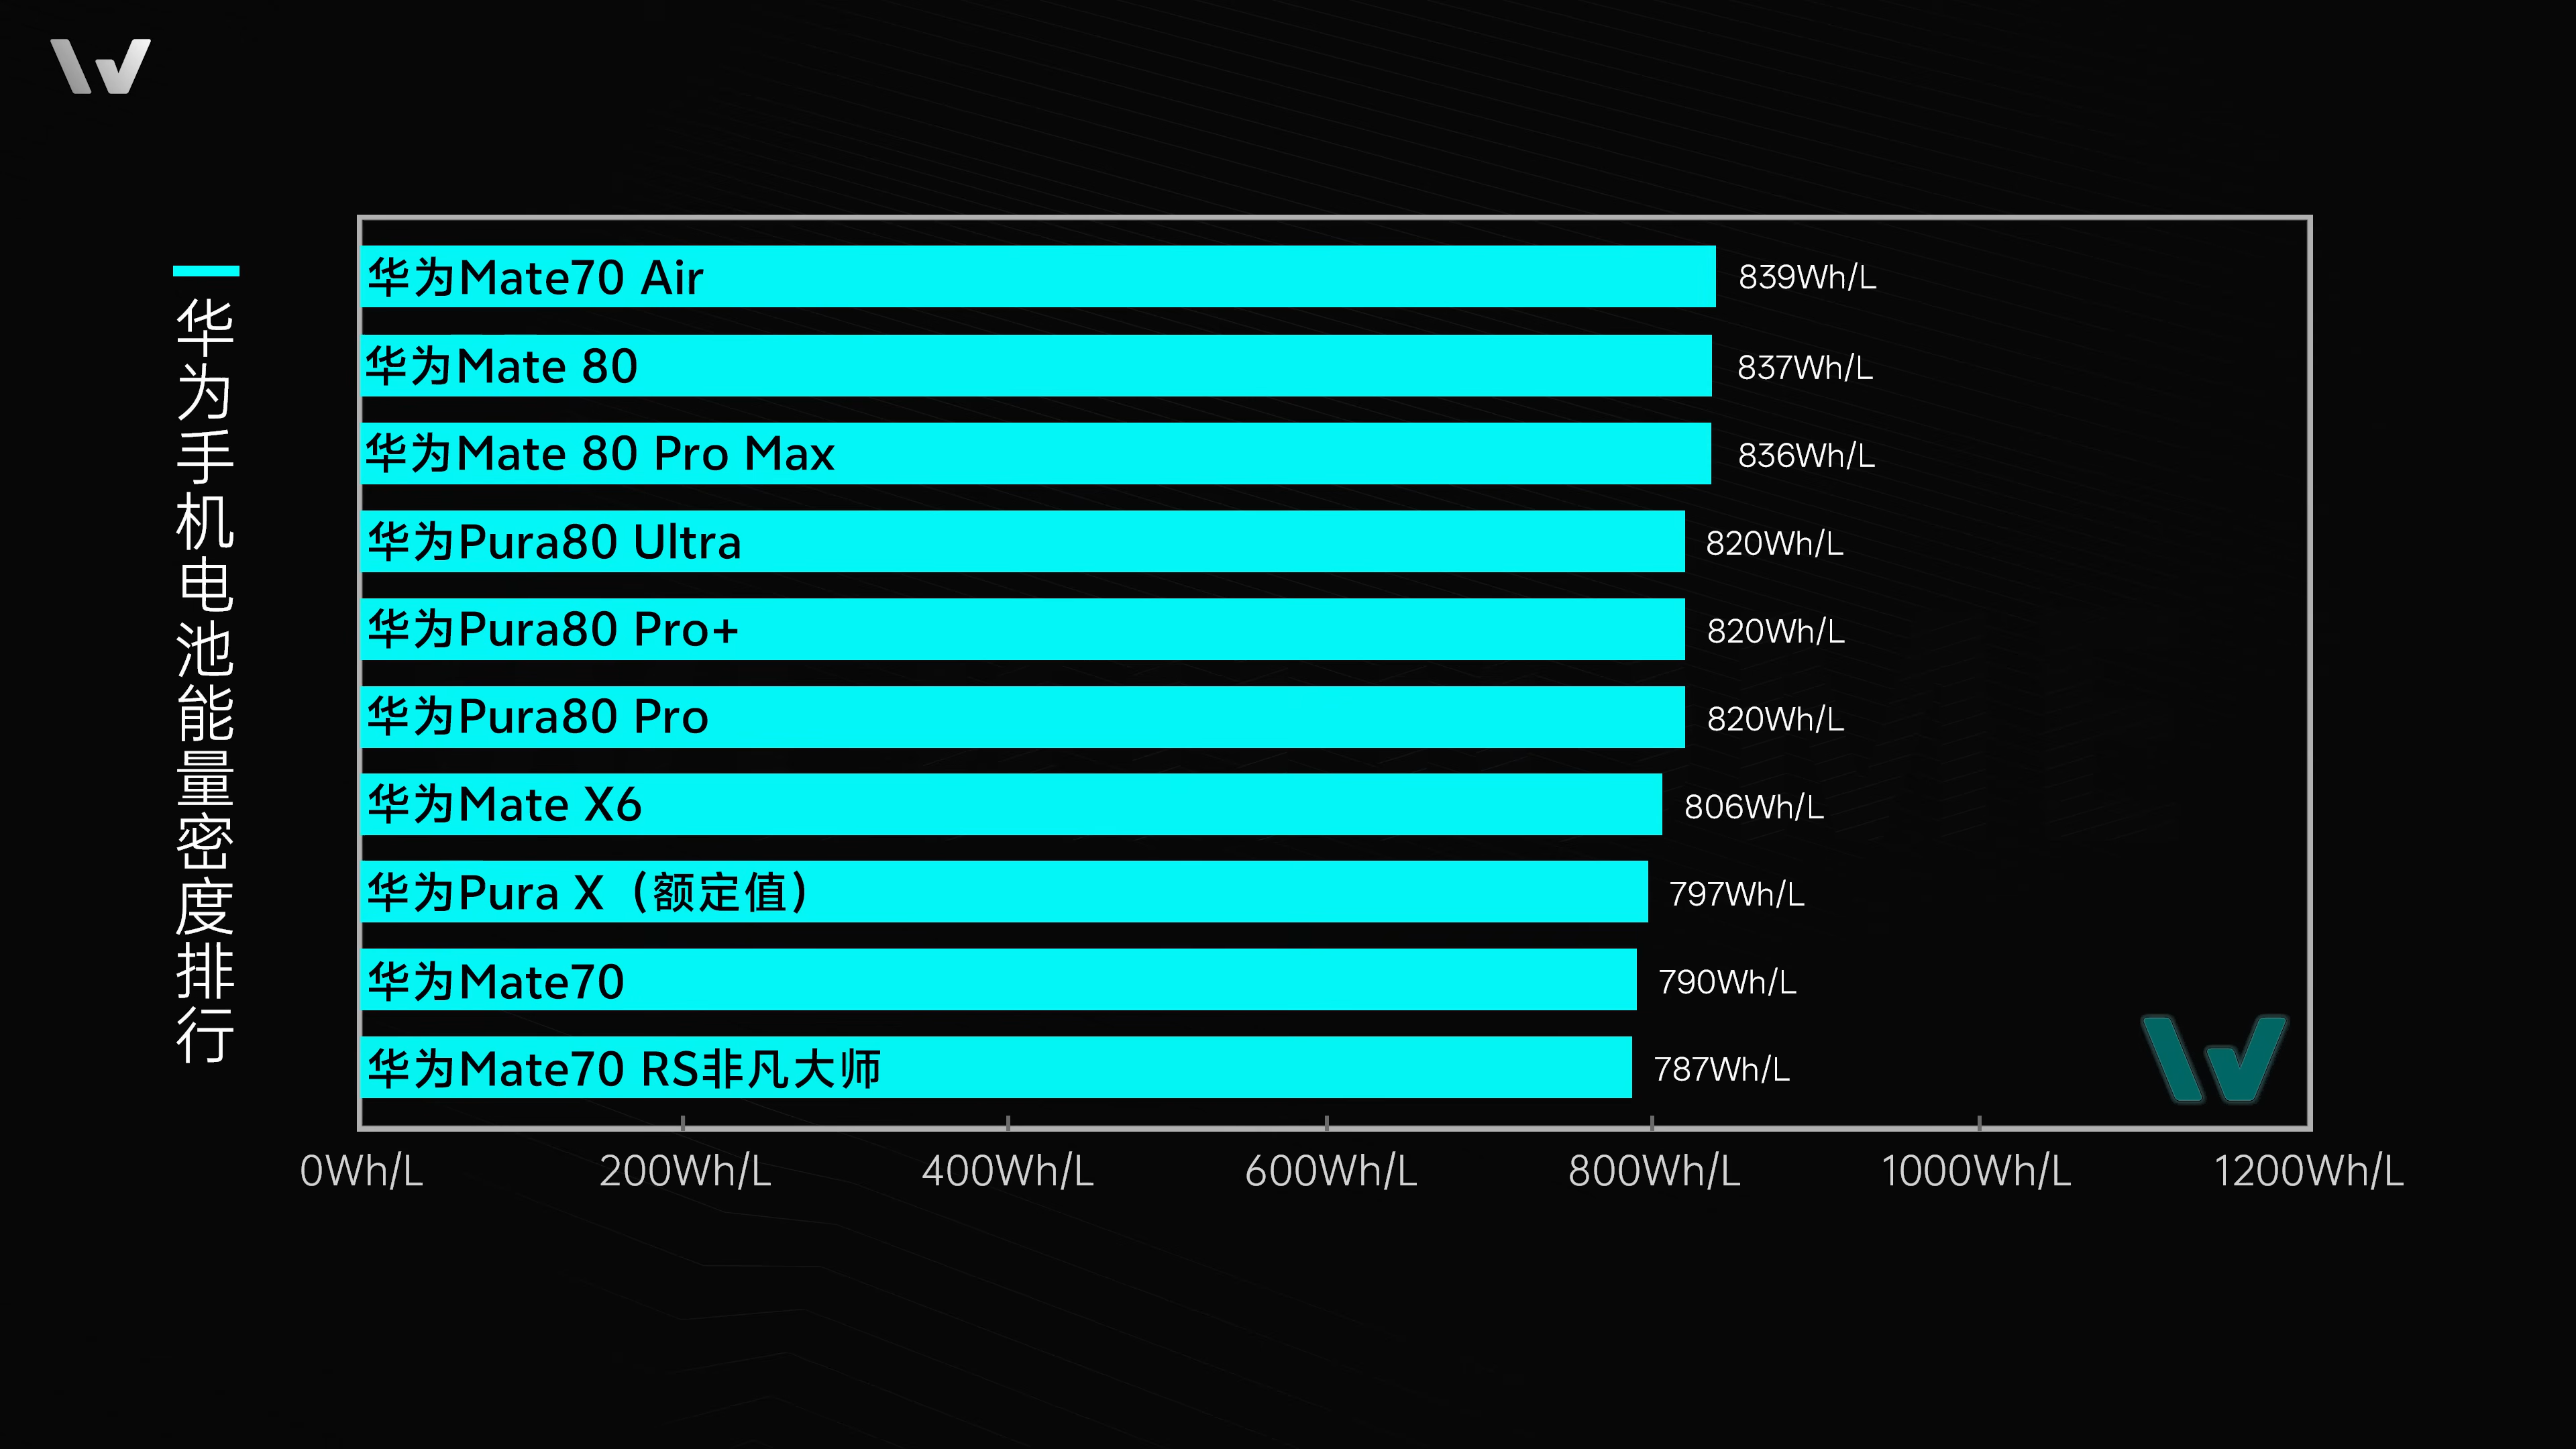 华为手机电池能量密度排行
华为Mate70 Air 839Wh/L
华为Mate 80 837Wh/L
华为Mate 80 Pro Max 836Wh/L
华为Pura80 Ultra 820Wh/L
华为Pura80 Pro+ 820Wh/L
华为Pura80 Pro 820Wh/L
华为Mate X6 806Wh/L
华为Pura X（额定值） 797Wh/L
华为Mate70 790Wh/L
华为Mate70 RS非凡大师 787Wh/L
0Wh/L 200Wh/L 400Wh/L 600Wh/L 800Wh/L 1000Wh/L 1200Wh/L